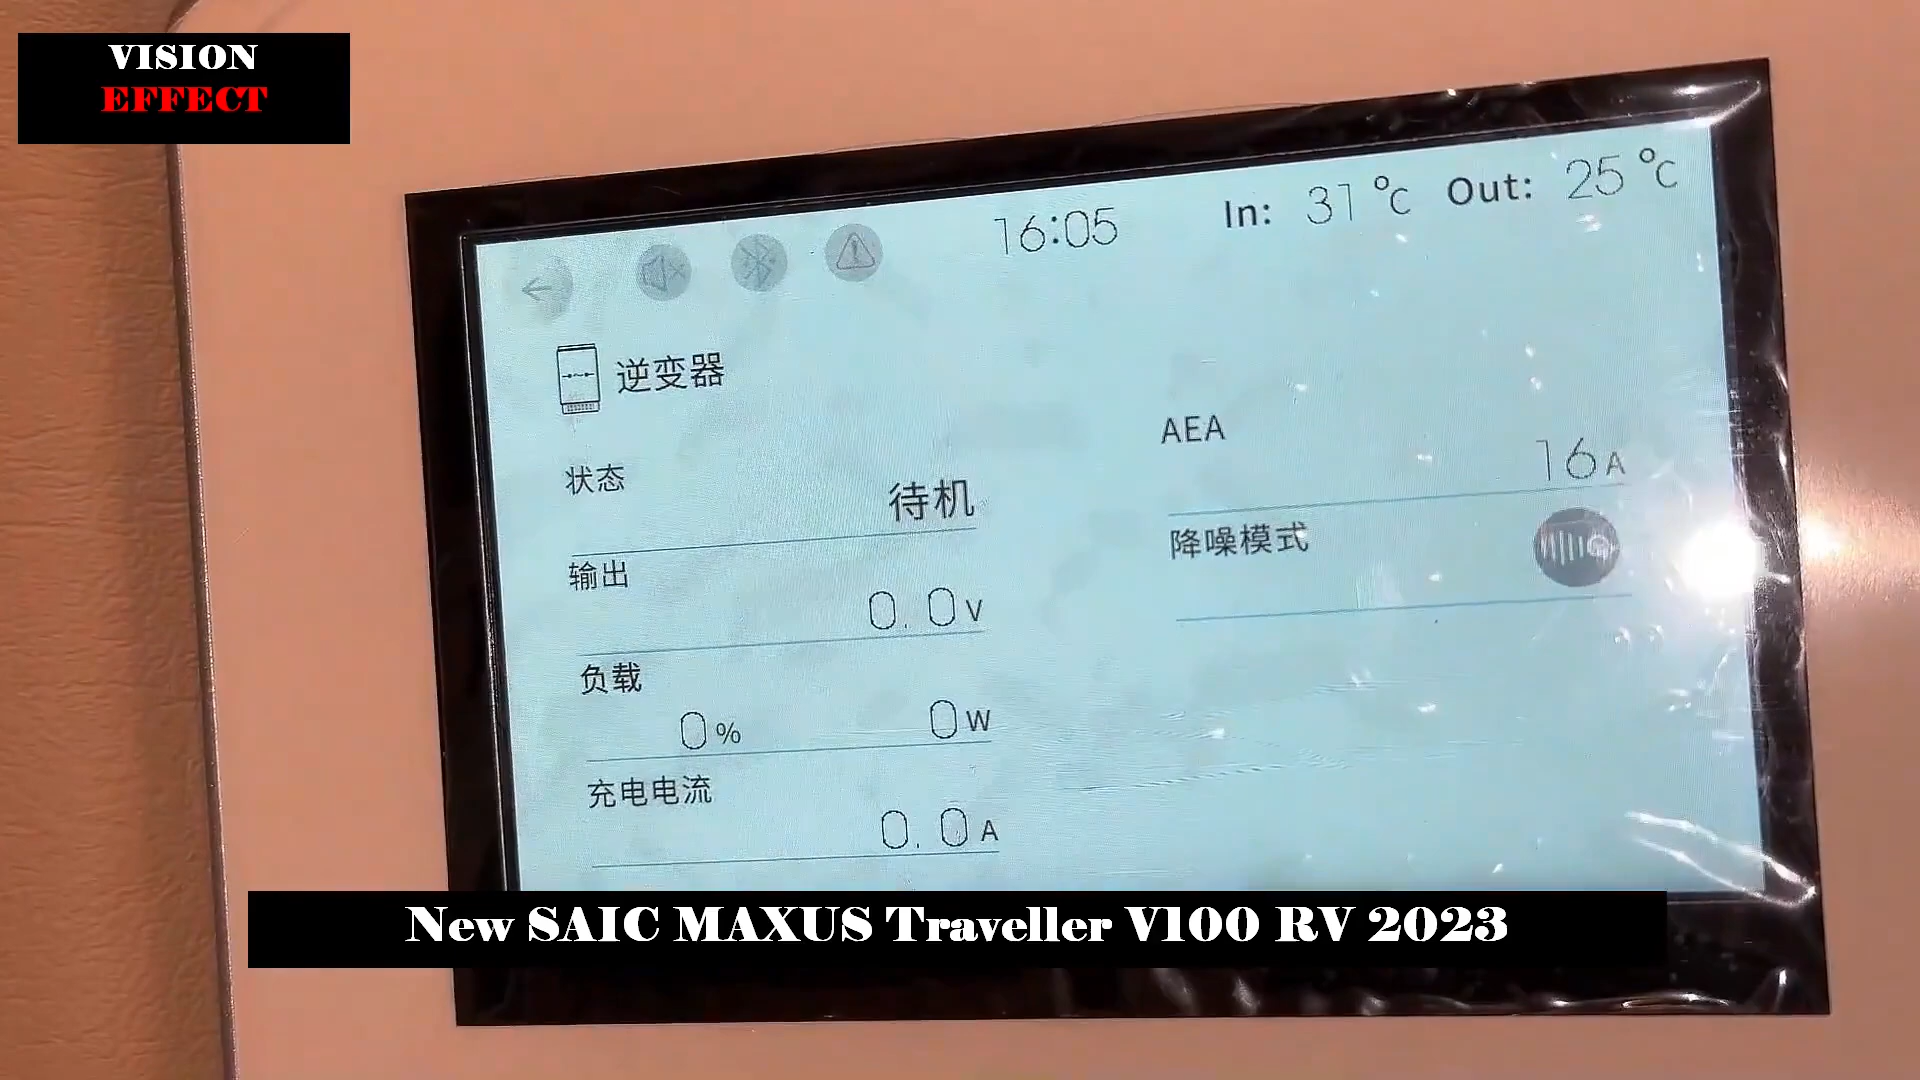 VISION
EFFECT
16:05
In: 31 °C Out: 25 °C
逆变器
状态
待机
输出
0.0V
负载
0% 0W
充电电流
0.0A
AEA
16A
降噪模式
New SAIC MAXUS Traveller V100 RV 2023